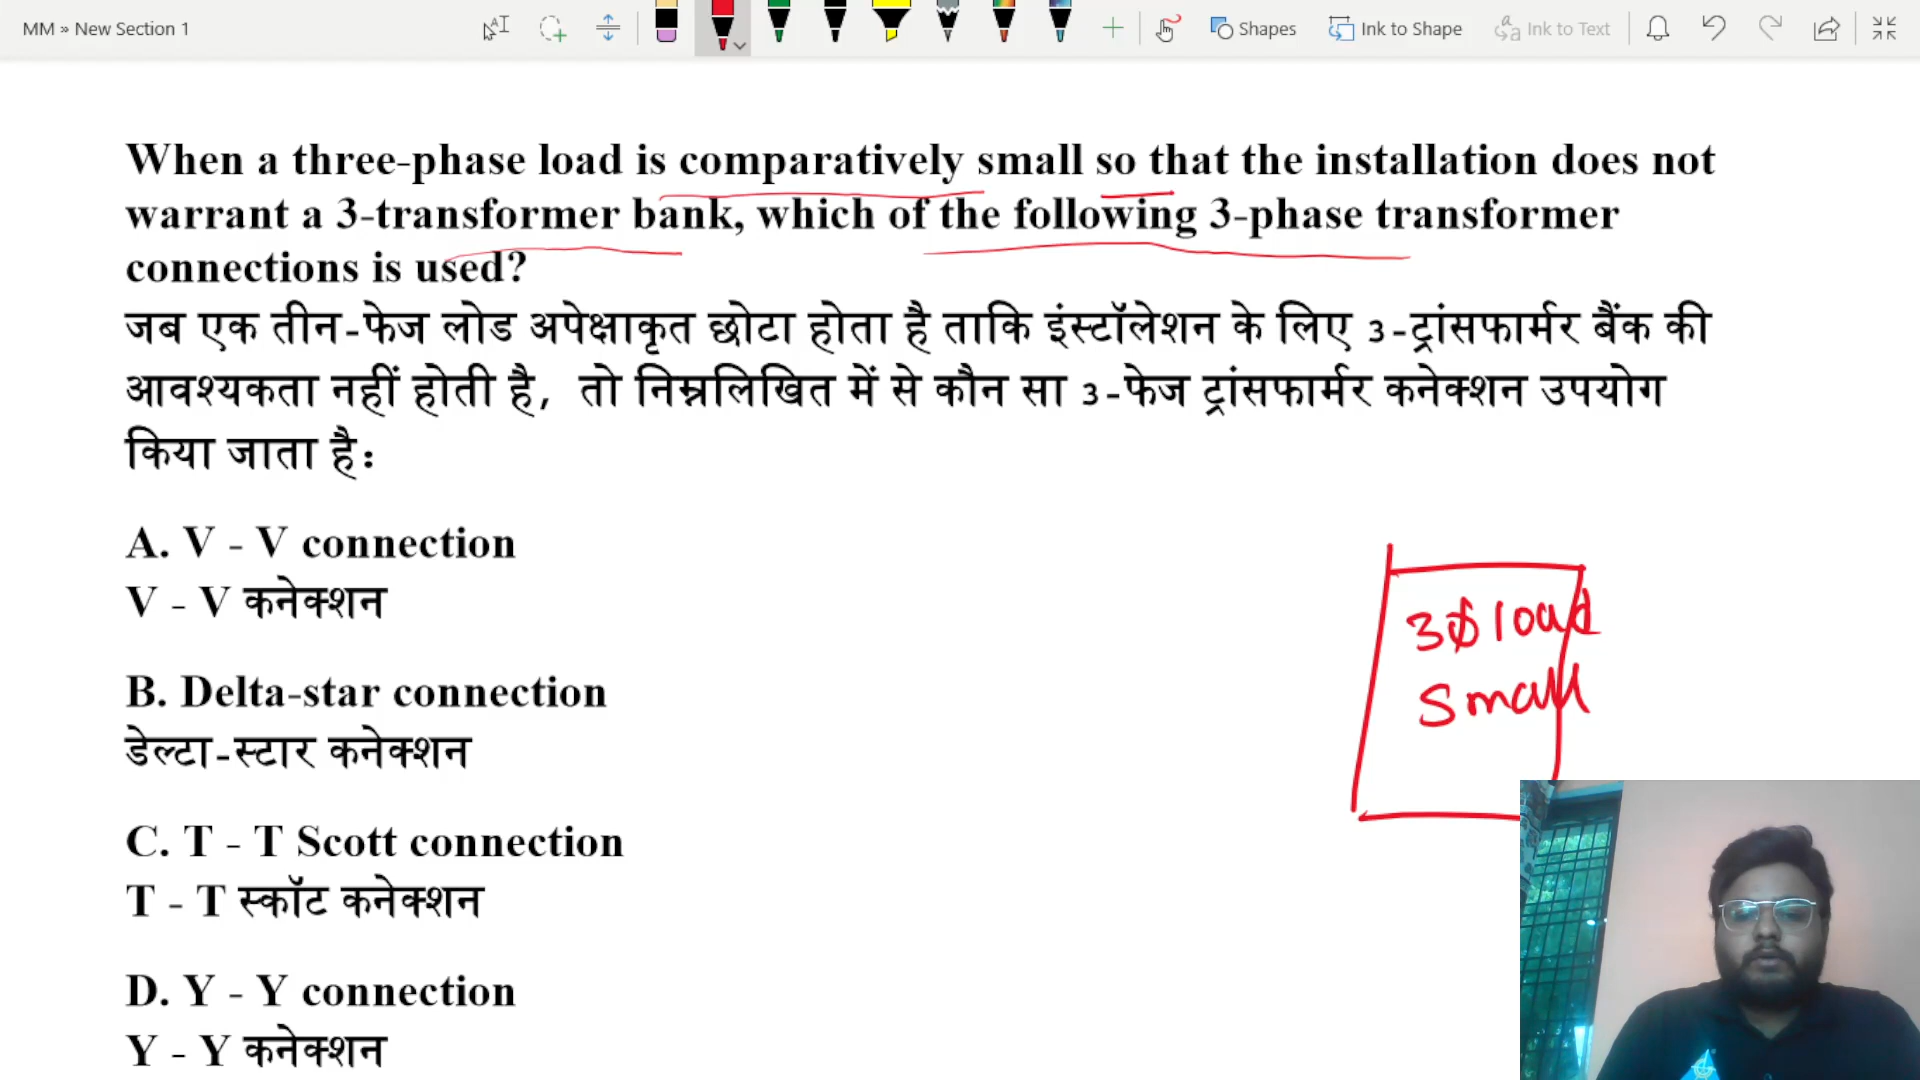 MM » New Section 1
Shapes
Ink to Shape
Ink to Text
When a three-phase load is comparatively small so that the installation does not
warrant a 3-transformer bank, which of the following 3-phase transformer
connections is used?
जब एक तीन-फेज लोड अपेक्षाकृत छोटा होता है ताकि इंस्टॉलेशन के लिए 3-ट्रांसफार्मर बैंक की
आवश्यकता नहीं होती है, तो निम्नलिखित में से कौन सा 3-फेज ट्रांसफार्मर कनेक्शन उपयोग
किया जाता है:
A. V - V connection
V - V कनेक्शन
B. Delta-star connection
डेल्टा-स्टार कनेक्शन
C. T - T Scott connection
T - T स्कॉट कनेक्शन
D. Y - Y connection
Y - Y कनेक्शन
3ϕ load
small